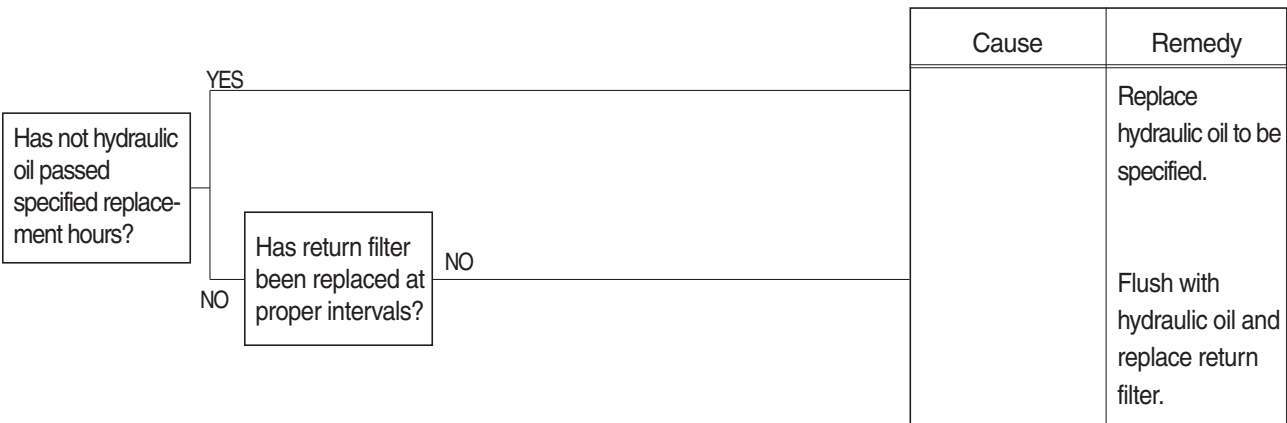 Cause
Remedy
YES
Replace
hydraulic oil to be
specified.
Has not hydraulic
oil passed
specified replace-
ment hours?
Has return filter
been replaced at
proper intervals?
NO
NO
Flush with
hydraulic oil and
replace return
filter.